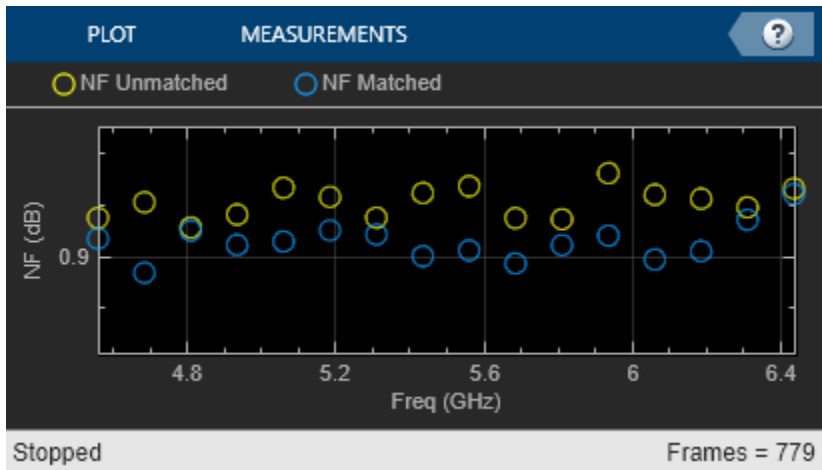 PLOT MEASUREMENTS ?
NF Unmatched NF Matched
NF (dB)
0.9
4.8 5.2 5.6 6 6.4
Freq (GHz)
Stopped Frames = 779